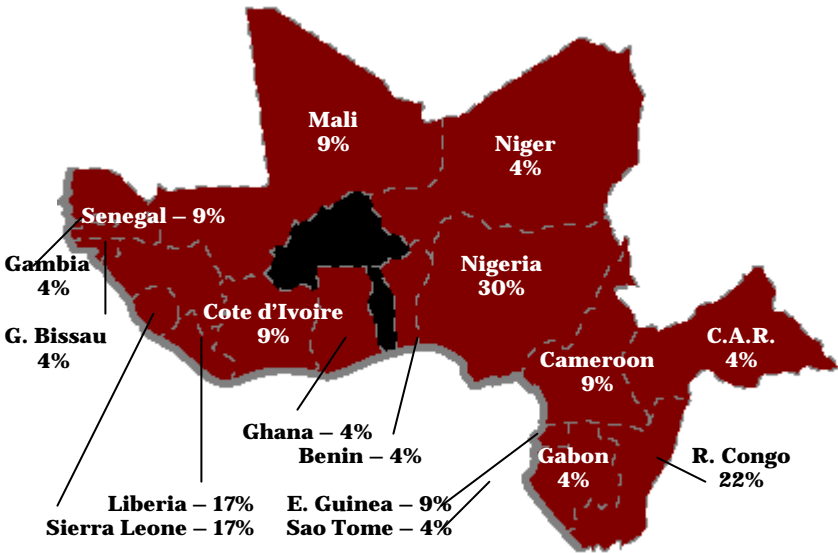 Mali
9%
Niger
4%
Senegal – 9%
Gambia
4%
Nigeria
30%
G. Bissau
4%
Cote d'Ivoire
9%
C.A.R.
4%
Cameroon
9%
Ghana – 4%
Benin – 4%
Gabon
4%
R. Congo
22%
Liberia – 17%
Sierra Leone – 17%
E. Guinea – 9%
Sao Tome – 4%